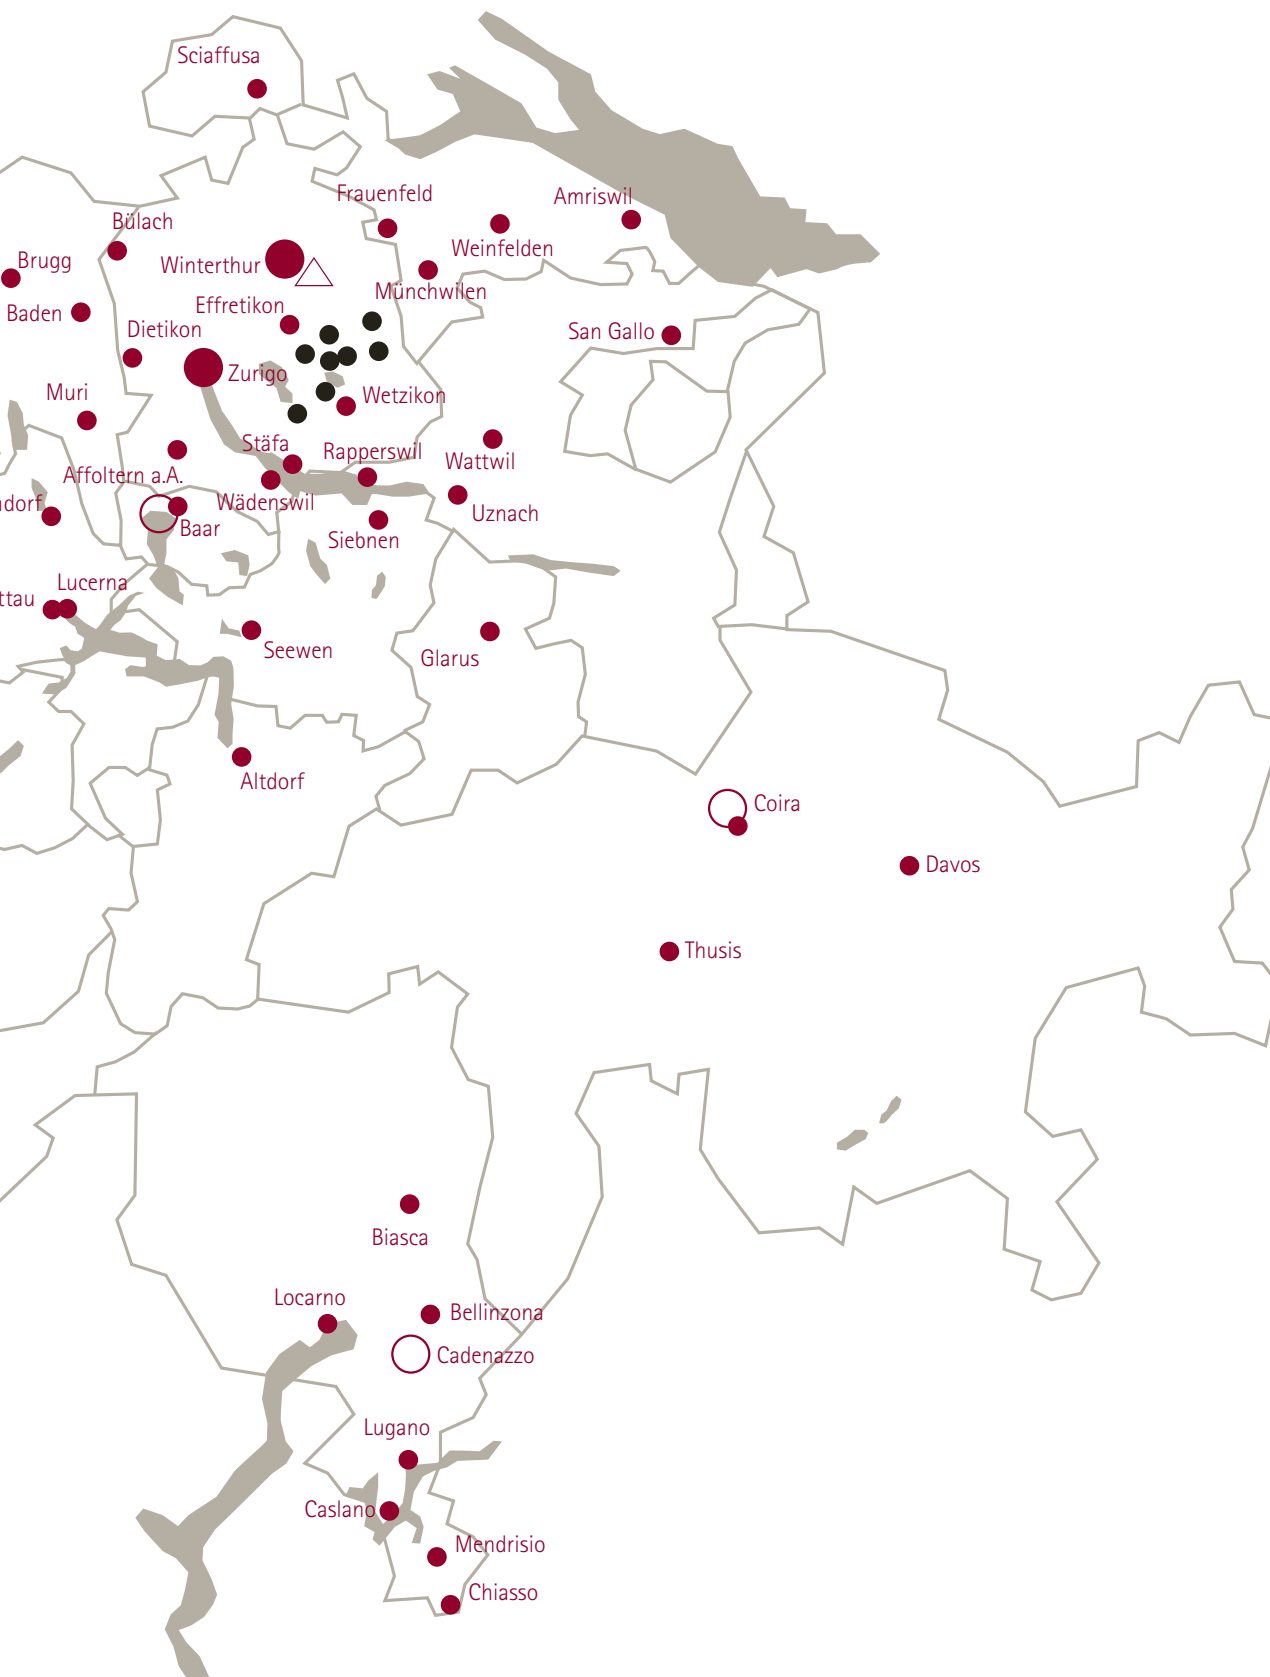 Sciaffusa
Frauenfeld
Amriswil
Bülach
Weinfelden
Brugg
Winterthur
Münchwilen
Effretikon
Baden
Dietikon
San Gallo
Zurigo
Muri
Wetzikon
Stäfa
Rapperswil
Wattwil
Affoltern a.A.
ndorf
Wädenswil
Uznach
Baar
Siebnen
Lucerna
ttau
Seewen
Glarus
Altdorf
Coira
Davos
Thusis
Biasca
Locarno
Bellinzona
Cadenazzo
Lugano
Caslano
Mendrisio
Chiasso